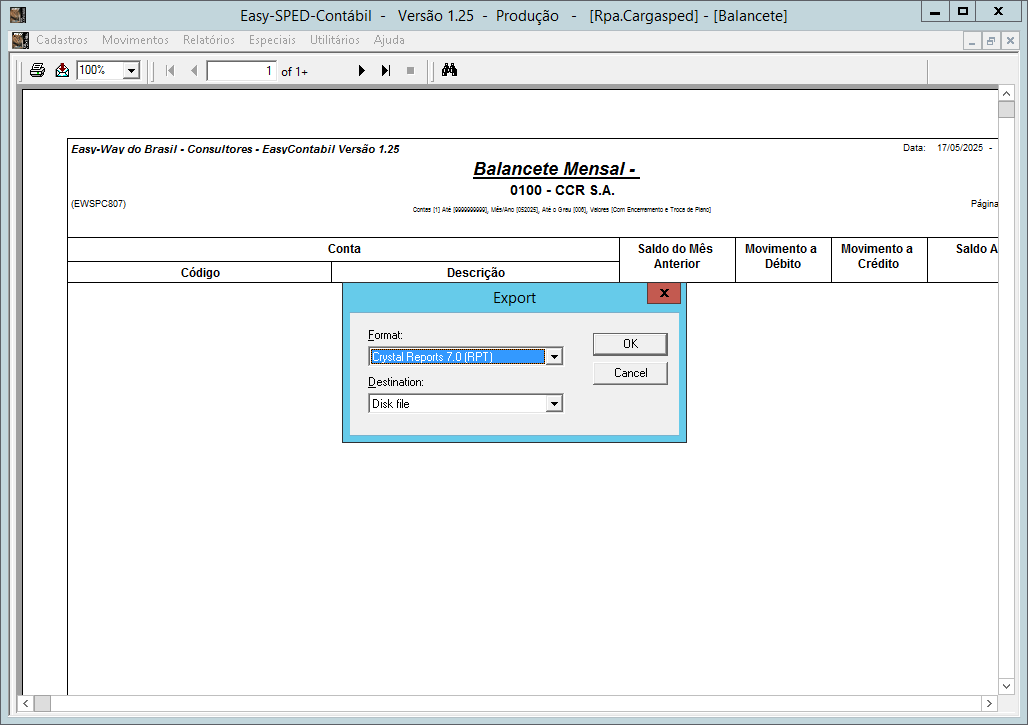 Easy-SPED-Contábil - Versão 1.25 - Produção - [Rpa.Cargasped] - [Balancete]
Cadastros Movimentos Relatórios Especiais Utilitários Ajuda
100% 1 of 1+
Easy-Way do Brasil - Consultores - EasyContabil Versão 1.25
Data: 17/05/2025 -
Balancete Mensal -
0100 - CCR S.A.
(EWSPC807)
Contas [1] Até [9999999999], Mês/Ano [052025], Até o Grau [006], Valores [Com Encerramento e Troca de Plano]
Página
Conta
Saldo do Mês Anterior
Movimento a Débito
Movimento a Crédito
Saldo A
Código
Descrição
Export
Format:
Crystal Reports 7.0 (RPT)
OK
Cancel
Destination:
Disk file